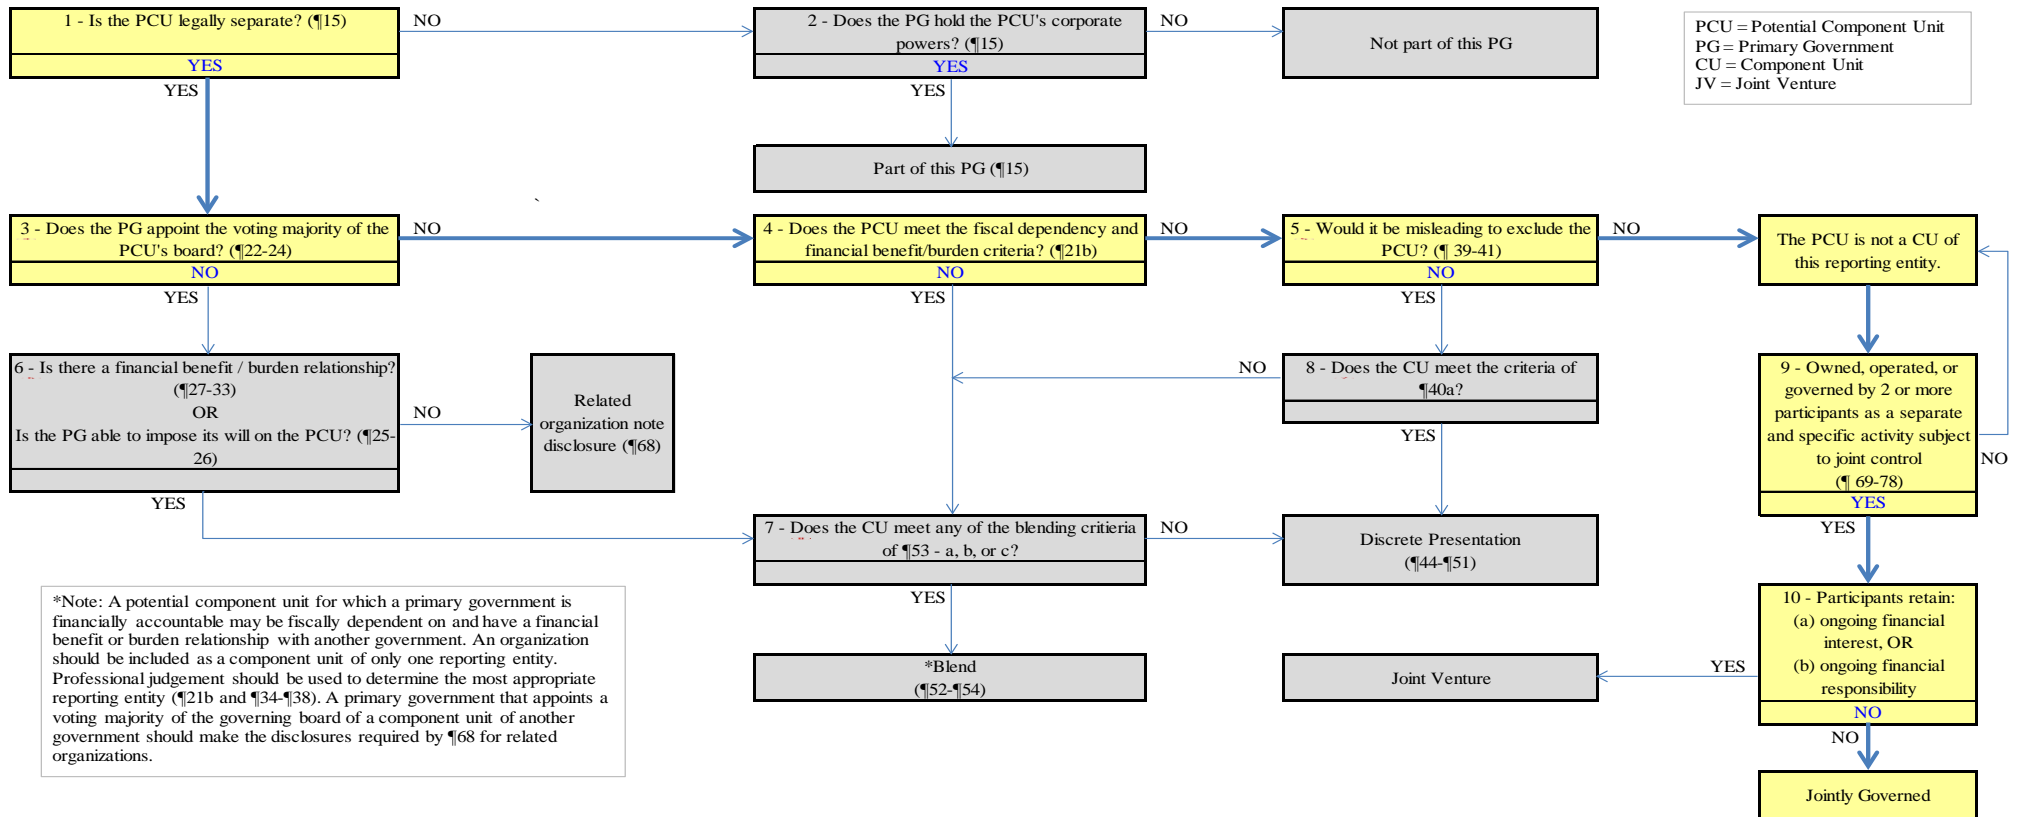 1 - Is the PCU legally separate? (¶15)
YES
NO
2 - Does the PG hold the PCU's corporate
powers? (¶15)
YES
NO
Not part of this PG
PCU = Potential Component Unit
PG = Primary Government
CU = Component Unit
JV = Joint Venture
YES
YES
Part of this PG (¶15)
`
3 - Does the PG appoint the voting majority of the
PCU's board? (¶22-24)
NO
NO
4 - Does the PCU meet the fiscal dependency and
financial benefit/burden criteria? (¶21b)
NO
NO
5 - Would it be misleading to exclude the
PCU? (¶ 39-41)
NO
NO
The PCU is not a CU of
this reporting entity.
YES
YES
YES
6 - Is there a financial benefit / burden relationship?
(¶27-33)
OR
Is the PG able to impose its will on the PCU? (¶25-
26)
NO
Related
organization note
disclosure (¶68)
NO
8 - Does the CU meet the criteria of
¶40a?
9 - Owned, operated, or
governed by 2 or more
participants as a separate
and specific activity subject
to joint control
(¶ 69-78)
YES
NO
YES
YES
YES
7 - Does the CU meet any of the blending critieria
of ¶53 - a, b, or c?
NO
Discrete Presentation
(¶44-¶51)
YES
*Note: A potential component unit for which a primary government is
financially accountable may be fiscally dependent on and have a financial
benefit or burden relationship with another government. An organization
should be included as a component unit of only one reporting entity.
Professional judgement should be used to determine the most appropriate
reporting entity (¶21b and ¶34-¶38). A primary government that appoints a
voting majority of the governing board of a component unit of another
government should make the disclosures required by ¶68 for related
organizations.
YES
*Blend
(¶52-¶54)
Joint Venture
YES
10 - Participants retain:
(a) ongoing financial
interest, OR
(b) ongoing financial
responsibility
NO
NO
Jointly Governed